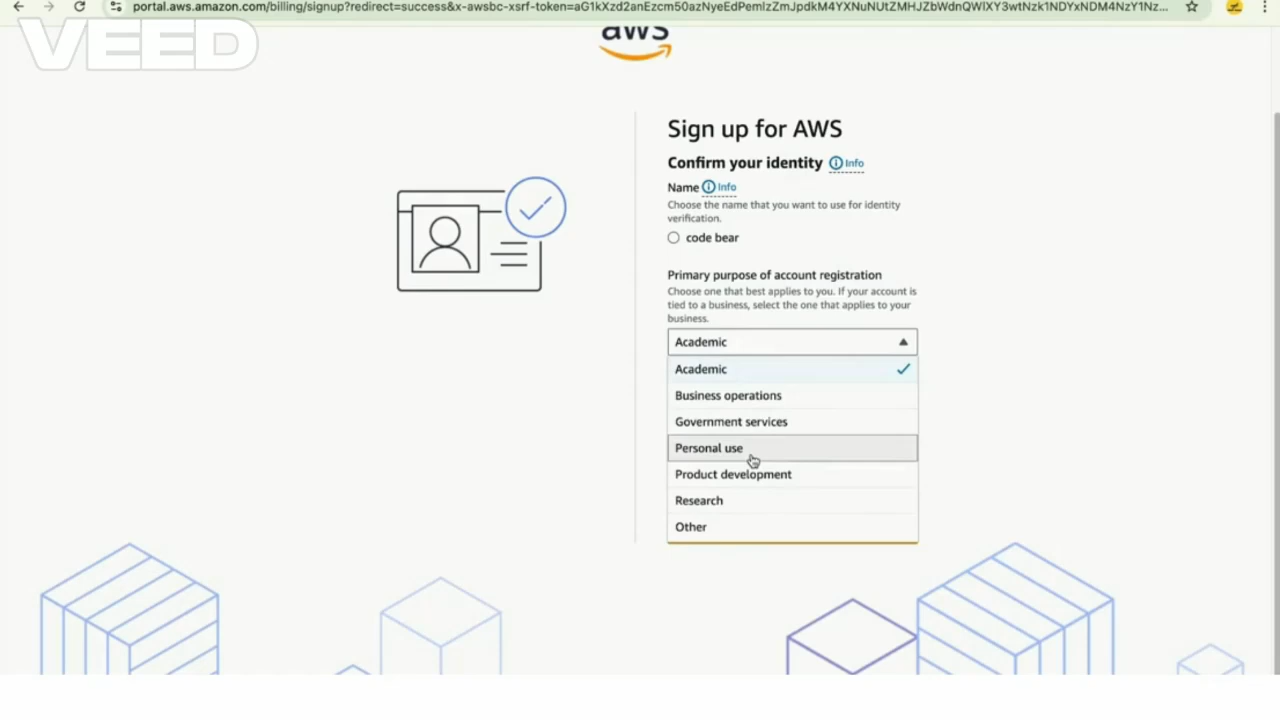 portal.aws.amazon.com/billing/signup?redirect=success&x-awsbc-xsrf-token=
VEED
aws
Sign up for AWS
Confirm your identity Info
Name Info
Choose the name that you want to use for identity
verification.
code bear
Primary purpose of account registration
Choose one that best applies to you. If your account is
tied to a business, select the one that applies to your
business.
Academic
Academic
Business operations
Government services
Personal use
Product development
Research
Other